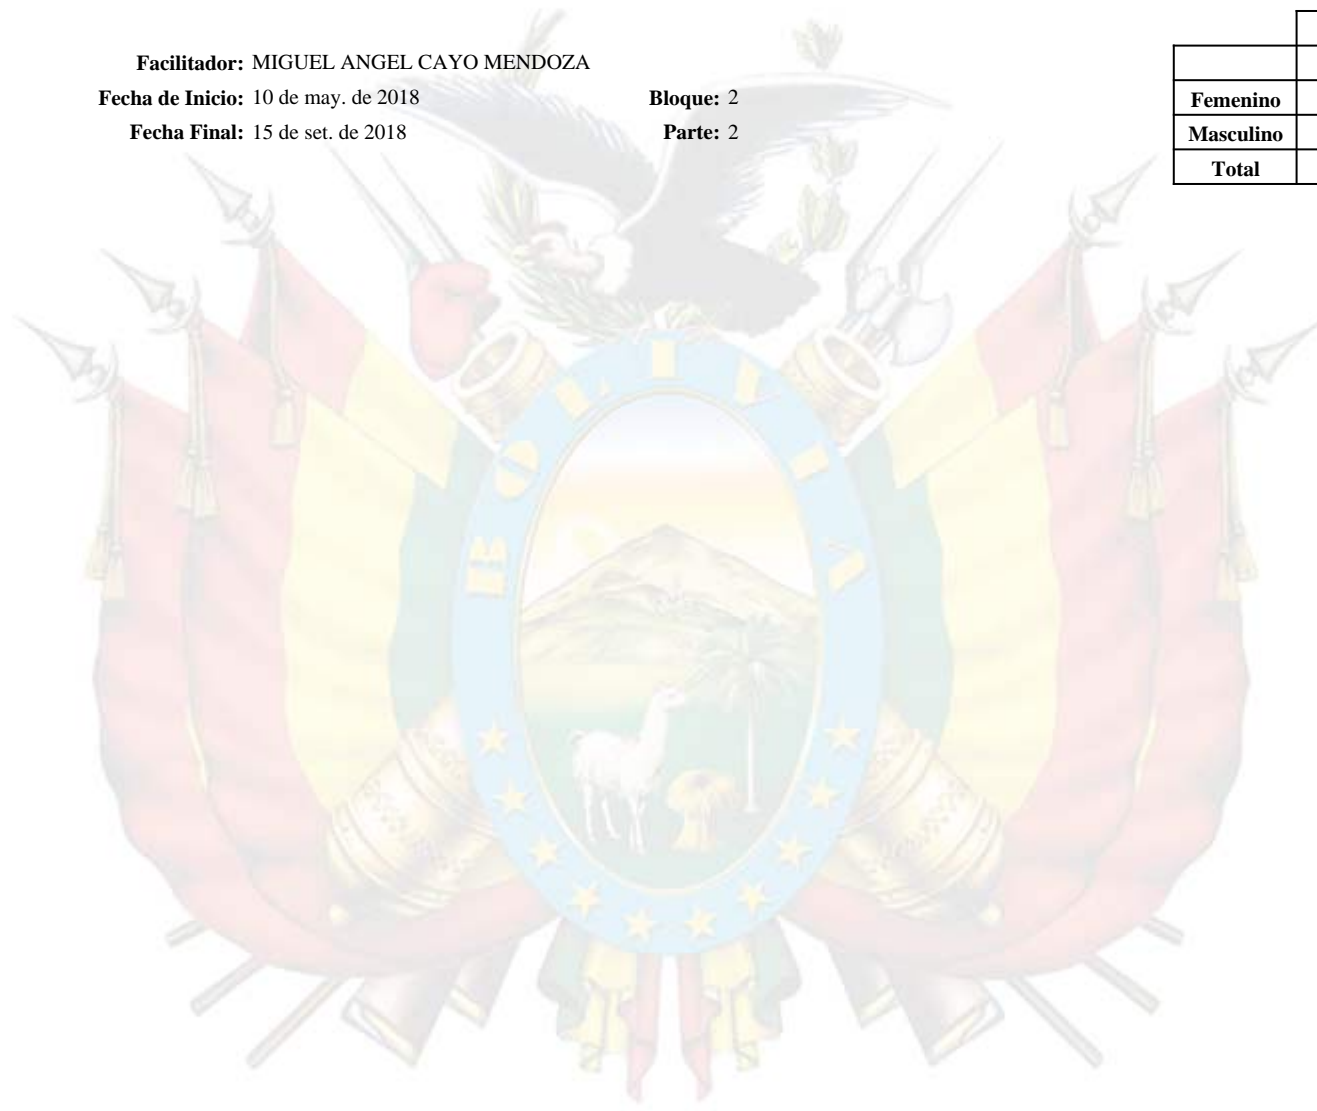 Facilitador: MIGUEL ANGEL CAYO MENDOZA
Fecha de Inicio: 10 de may. de 2018 Bloque: 2
Fecha Final: 15 de set. de 2018 Parte: 2
Femenino
Masculino
Total
BOLIVIA